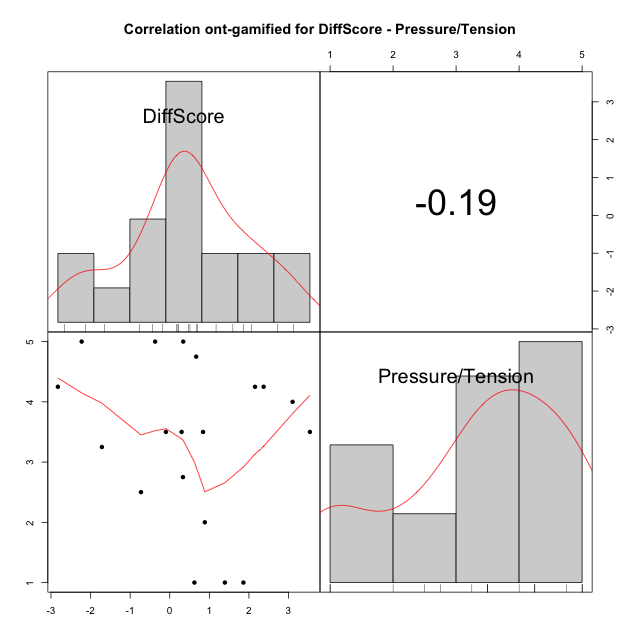 Correlation ont-gamified for DiffScore - Pressure/Tension
1 2 3 4 5
DiffScore
-0.19
3
2
1
0
-1
-2
-3
Pressure/Tension
5
4
3
2
1
-3 -2 -1 0 1 2 3